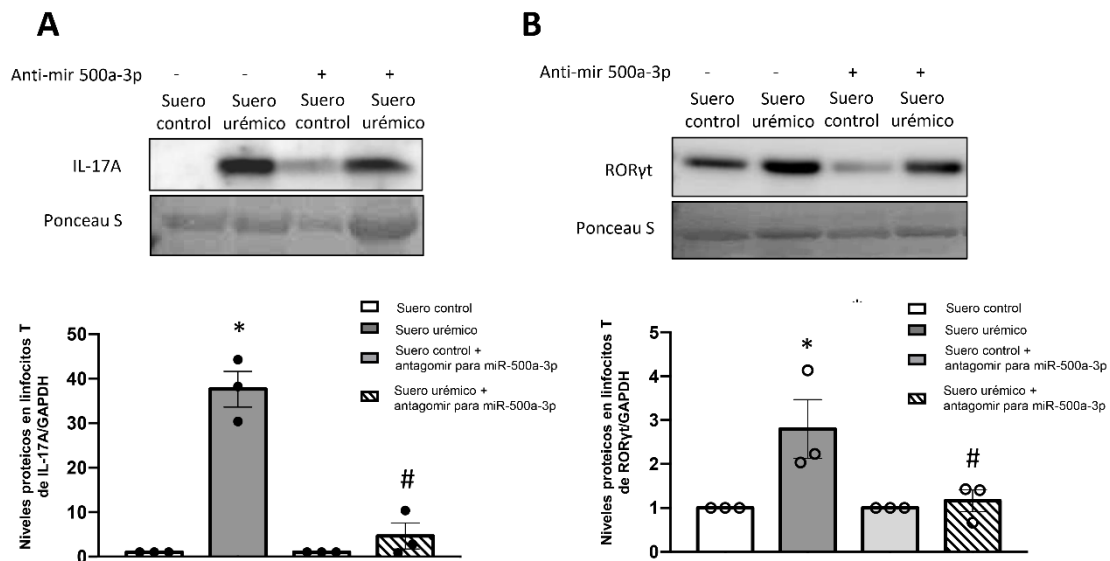 A
Anti-mir 500a-3p - - + +
Suero control Suero urémico Suero control Suero urémico
IL-17A
Ponceau S
Niveles proteicos en linfocitos T
de IL-17A/GAPDH
50
40
30
20
10
0
*
#
Suero control
Suero urémico
Suero control +
antagomir para miR-500a-3p
Suero urémico +
antagomir para miR-500a-3p
B
Anti-mir 500a-3p - - + +
Suero control Suero urémico Suero control Suero urémico
RORγt
Ponceau S
Niveles proteicos en linfocitos T
de RORγt/GAPDH
5
4
3
2
1
0
*
#
Suero control
Suero urémico
Suero control +
antagomir para miR-500a-3p
Suero urémico +
antagomir para miR-500a-3p